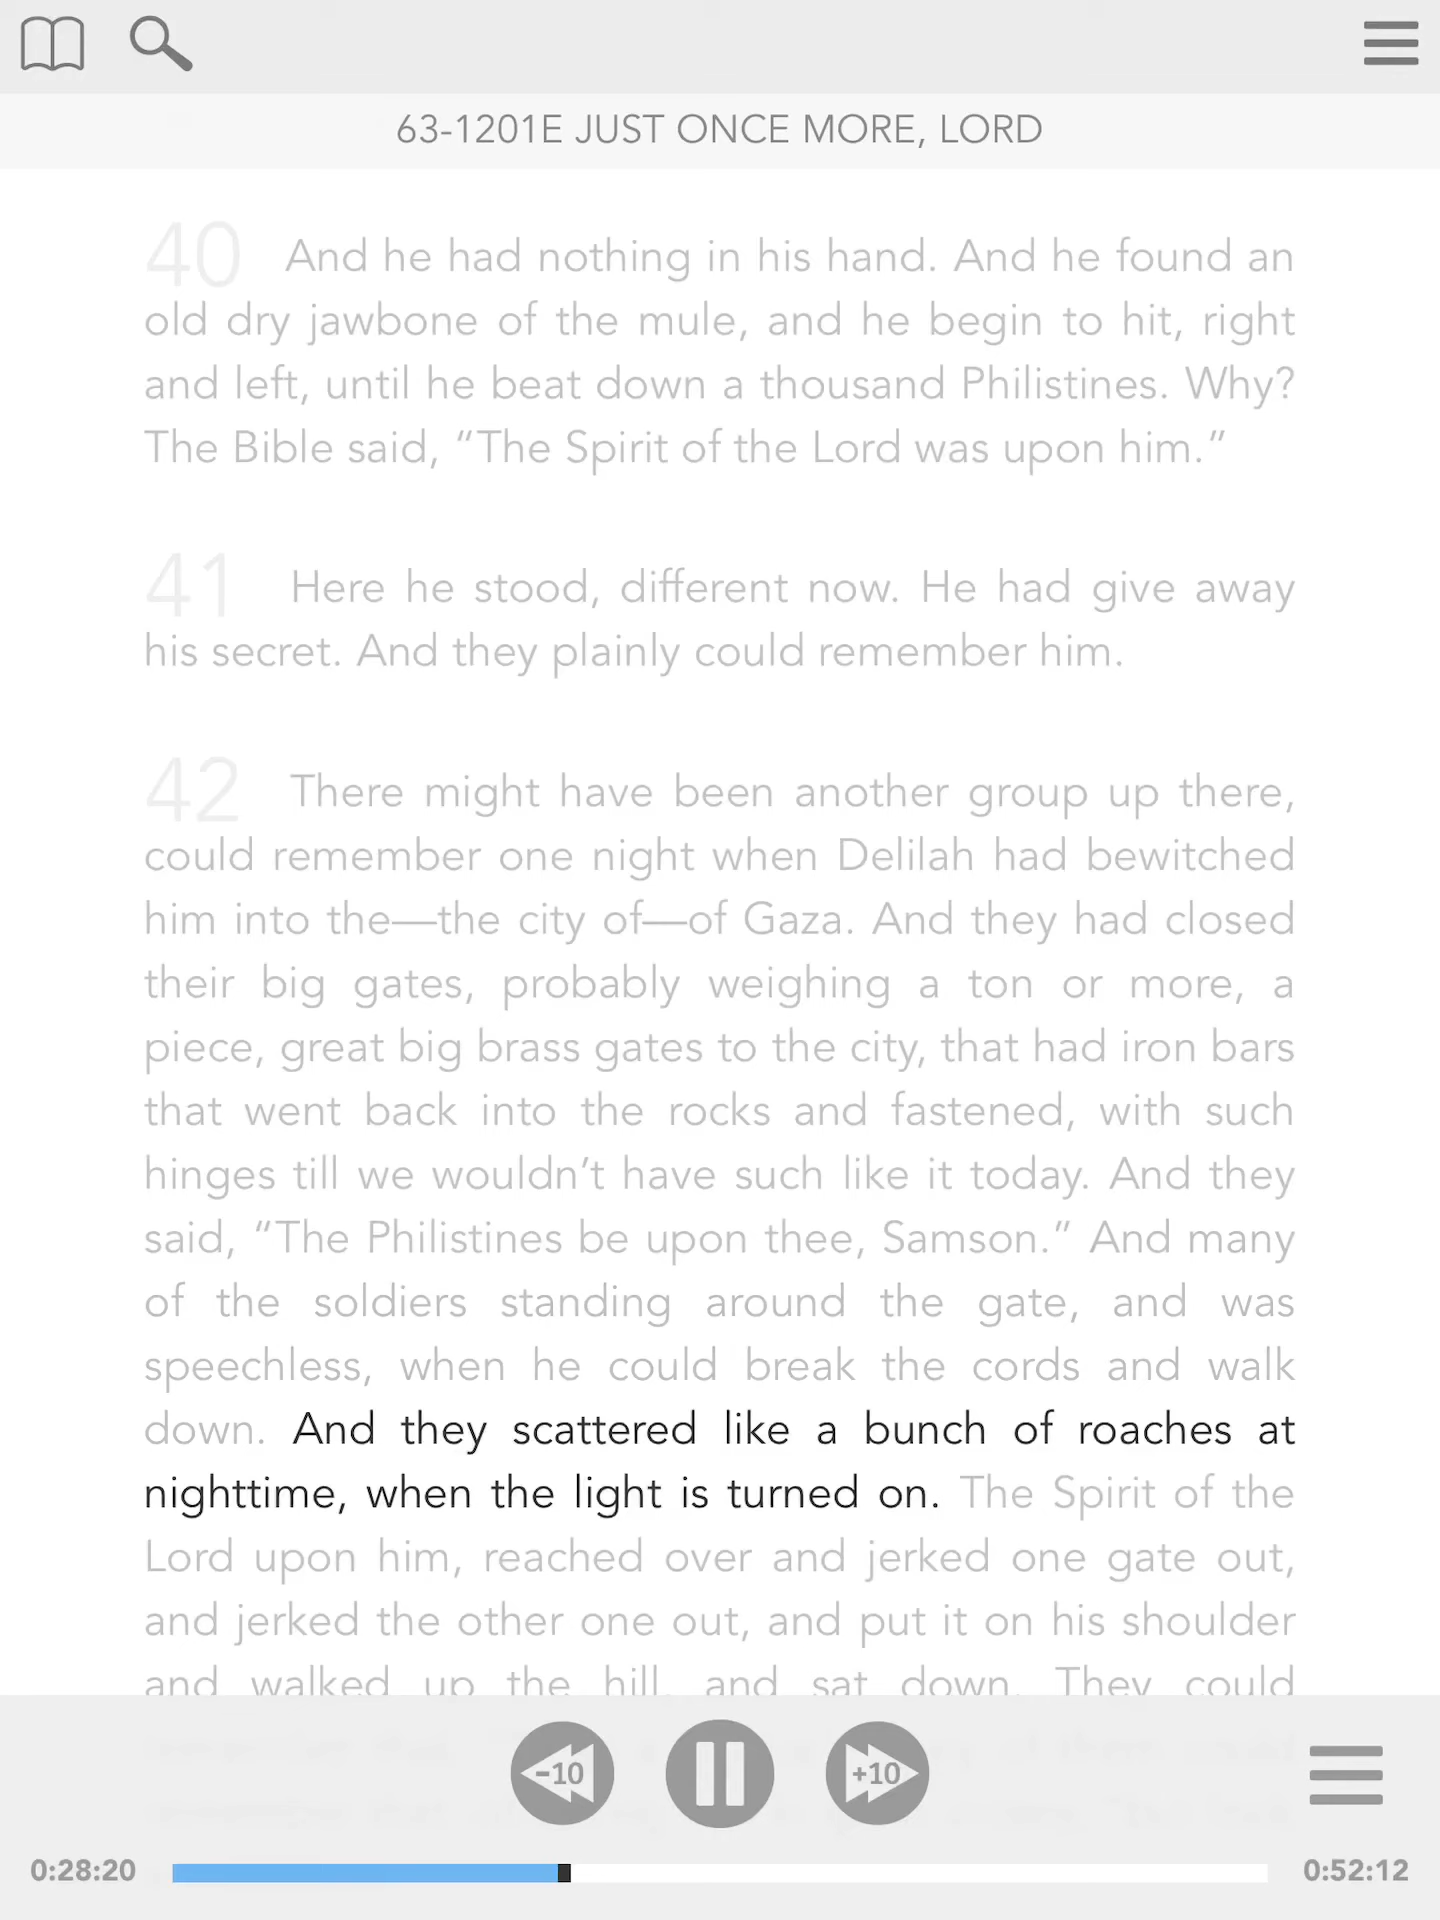 63-1201E JUST ONCE MORE, LORD
40 And he had nothing in his hand. And he found an
old dry jawbone of the mule, and he begin to hit, right
and left, until he beat down a thousand Philistines. Why?
The Bible said, “The Spirit of the Lord was upon him.”
41 Here he stood, different now. He had give away
his secret. And they plainly could remember him.
42 There might have been another group up there,
could remember one night when Delilah had bewitched
him into the—the city of—of Gaza. And they had closed
their big gates, probably weighing a ton or more, a
piece, great big brass gates to the city, that had iron bars
that went back into the rocks and fastened, with such
hinges till we wouldn’t have such like it today. And they
said, “The Philistines be upon thee, Samson.” And many
of the soldiers standing around the gate, and was
speechless, when he could break the cords and walk
down. And they scattered like a bunch of roaches at
nighttime, when the light is turned on. The Spirit of the
Lord upon him, reached over and jerked one gate out,
and jerked the other one out, and put it on his shoulder
and walked up the hill, and sat down. They could
-10 +10
0:28:20 0:52:12